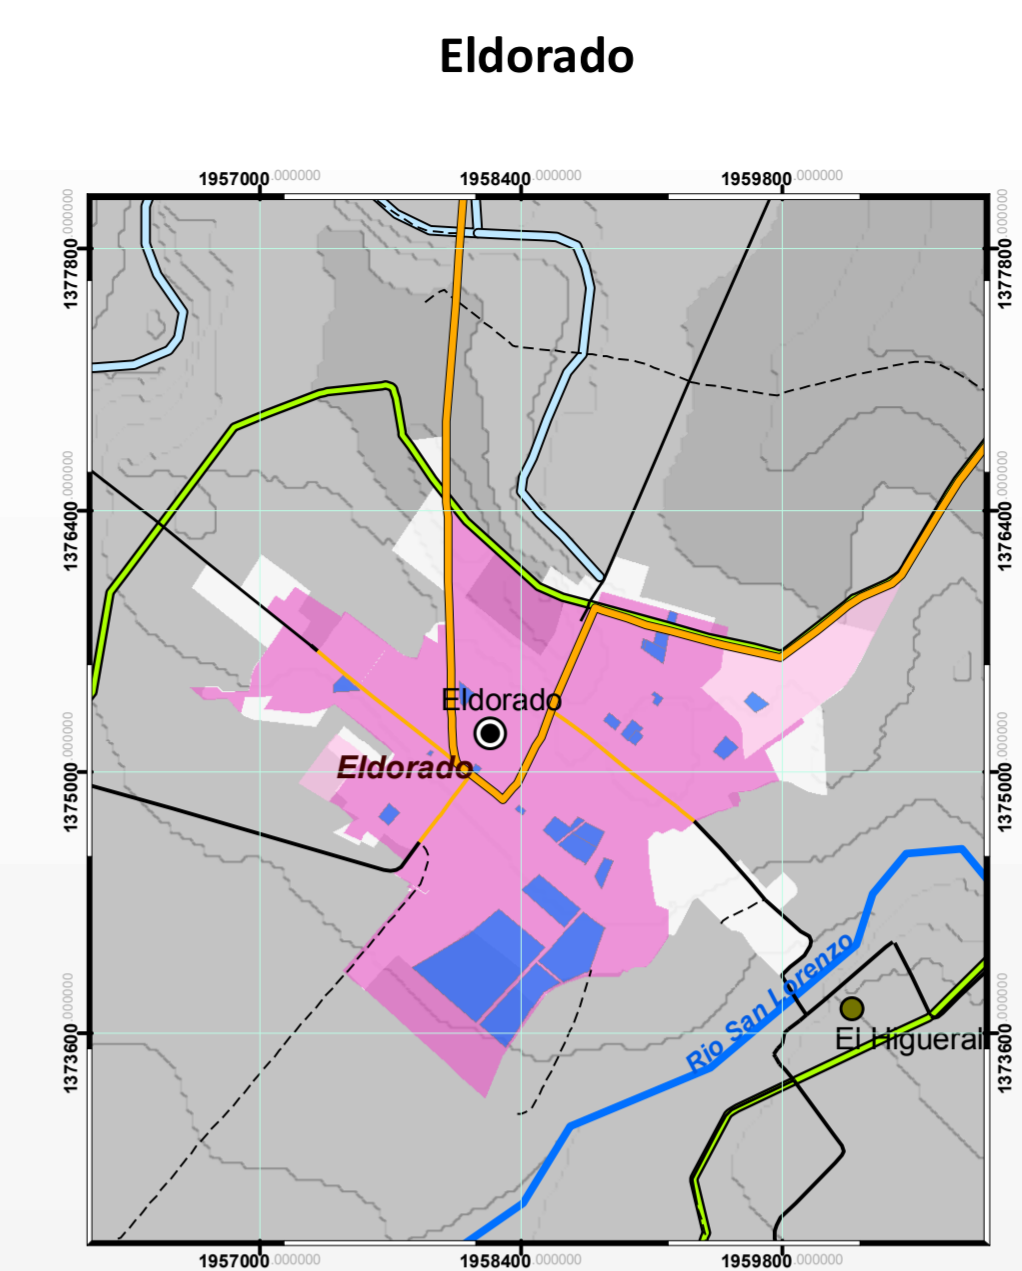 Eldorado
1957000.000000 1958400.000000 1959800.000000
1377800.000000 1377800.000000
1376400.000000 1376400.000000
Eldorado
Eldorado
1375000.000000 1375000.000000
Rio San Lorenzo
El Higueral
1373600.000000 1373600.000000
1957000.000000 1958400.000000 1959800.000000